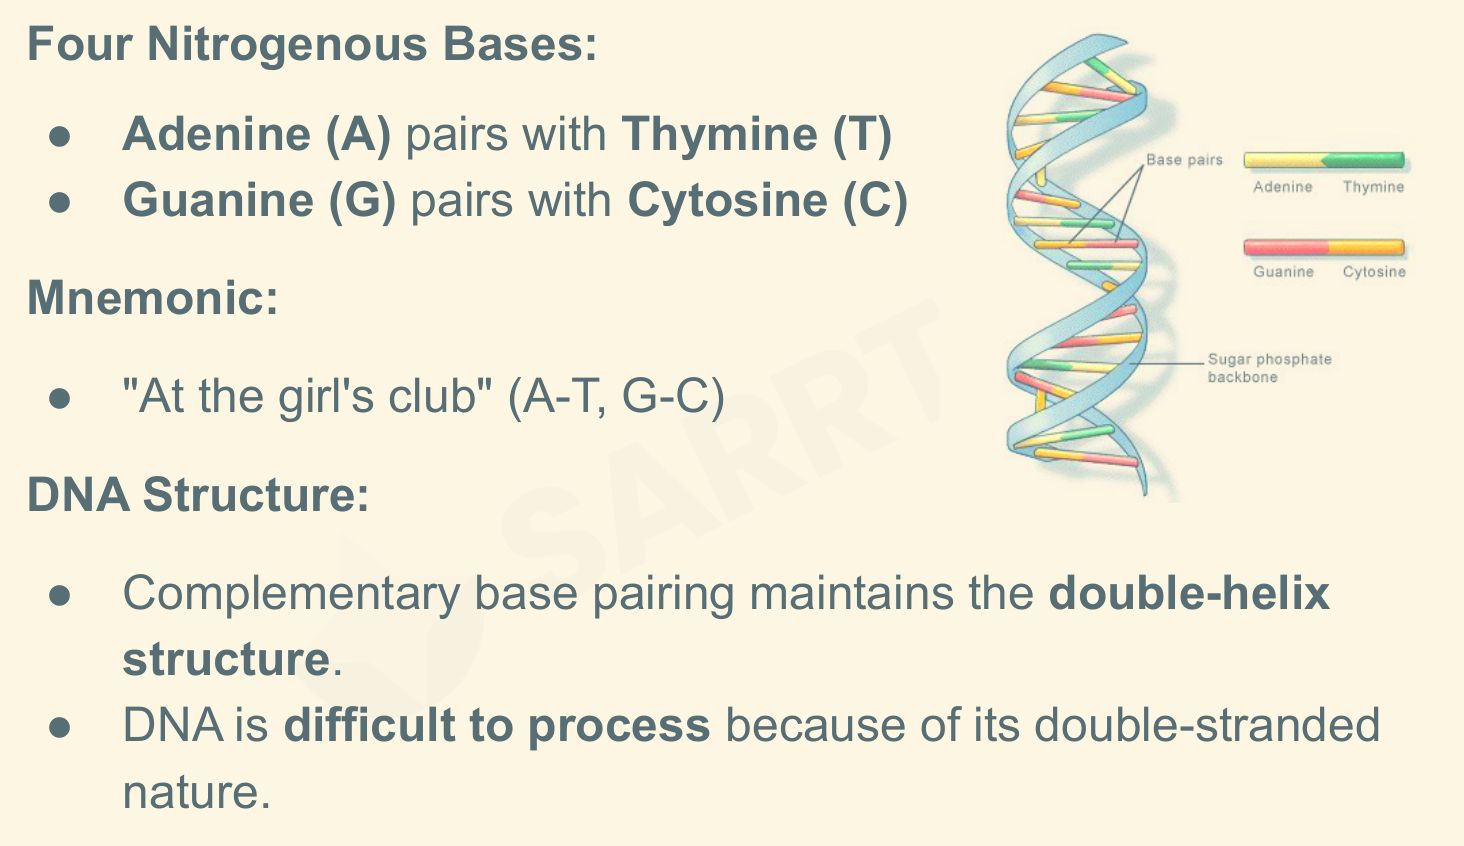 Four Nitrogenous Bases:
● Adenine (A) pairs with Thymine (T)
● Guanine (G) pairs with Cytosine (C)
Mnemonic:
● "At the girl's club" (A-T, G-C)
DNA Structure:
● Complementary base pairing maintains the double-helix
structure.
● DNA is difficult to process because of its double-stranded
nature.
Base pairs
Adenine Thymine
Guanine Cytosine
Sugar phosphate
backbone
SARRT